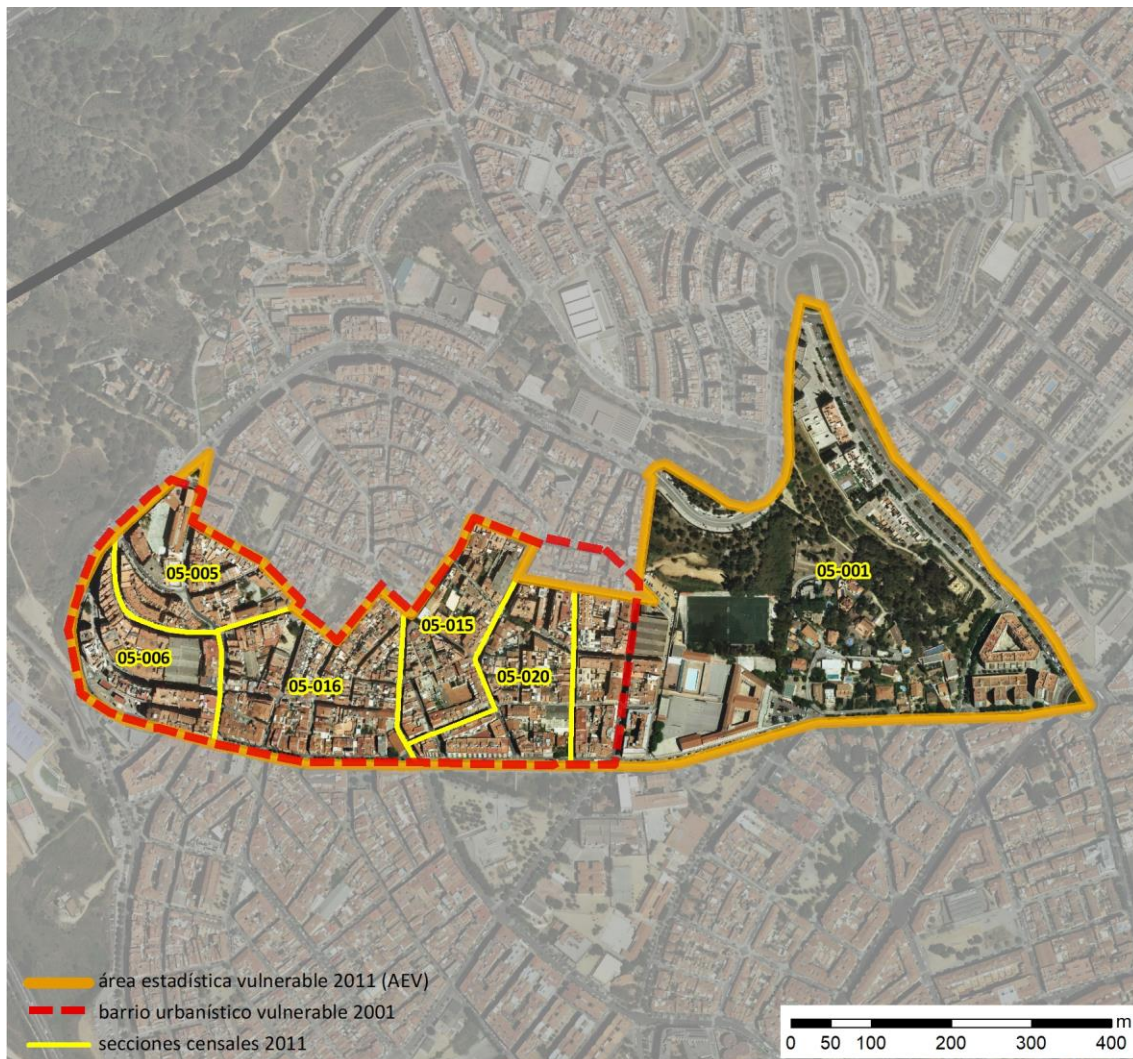 05-001
05-005
05-015
05-006
05-020
05-016
área estadística vulnerable 2011 (AEV)
barrio urbanístico vulnerable 2001
secciones censales 2011
m
0 50 100 200 300 400